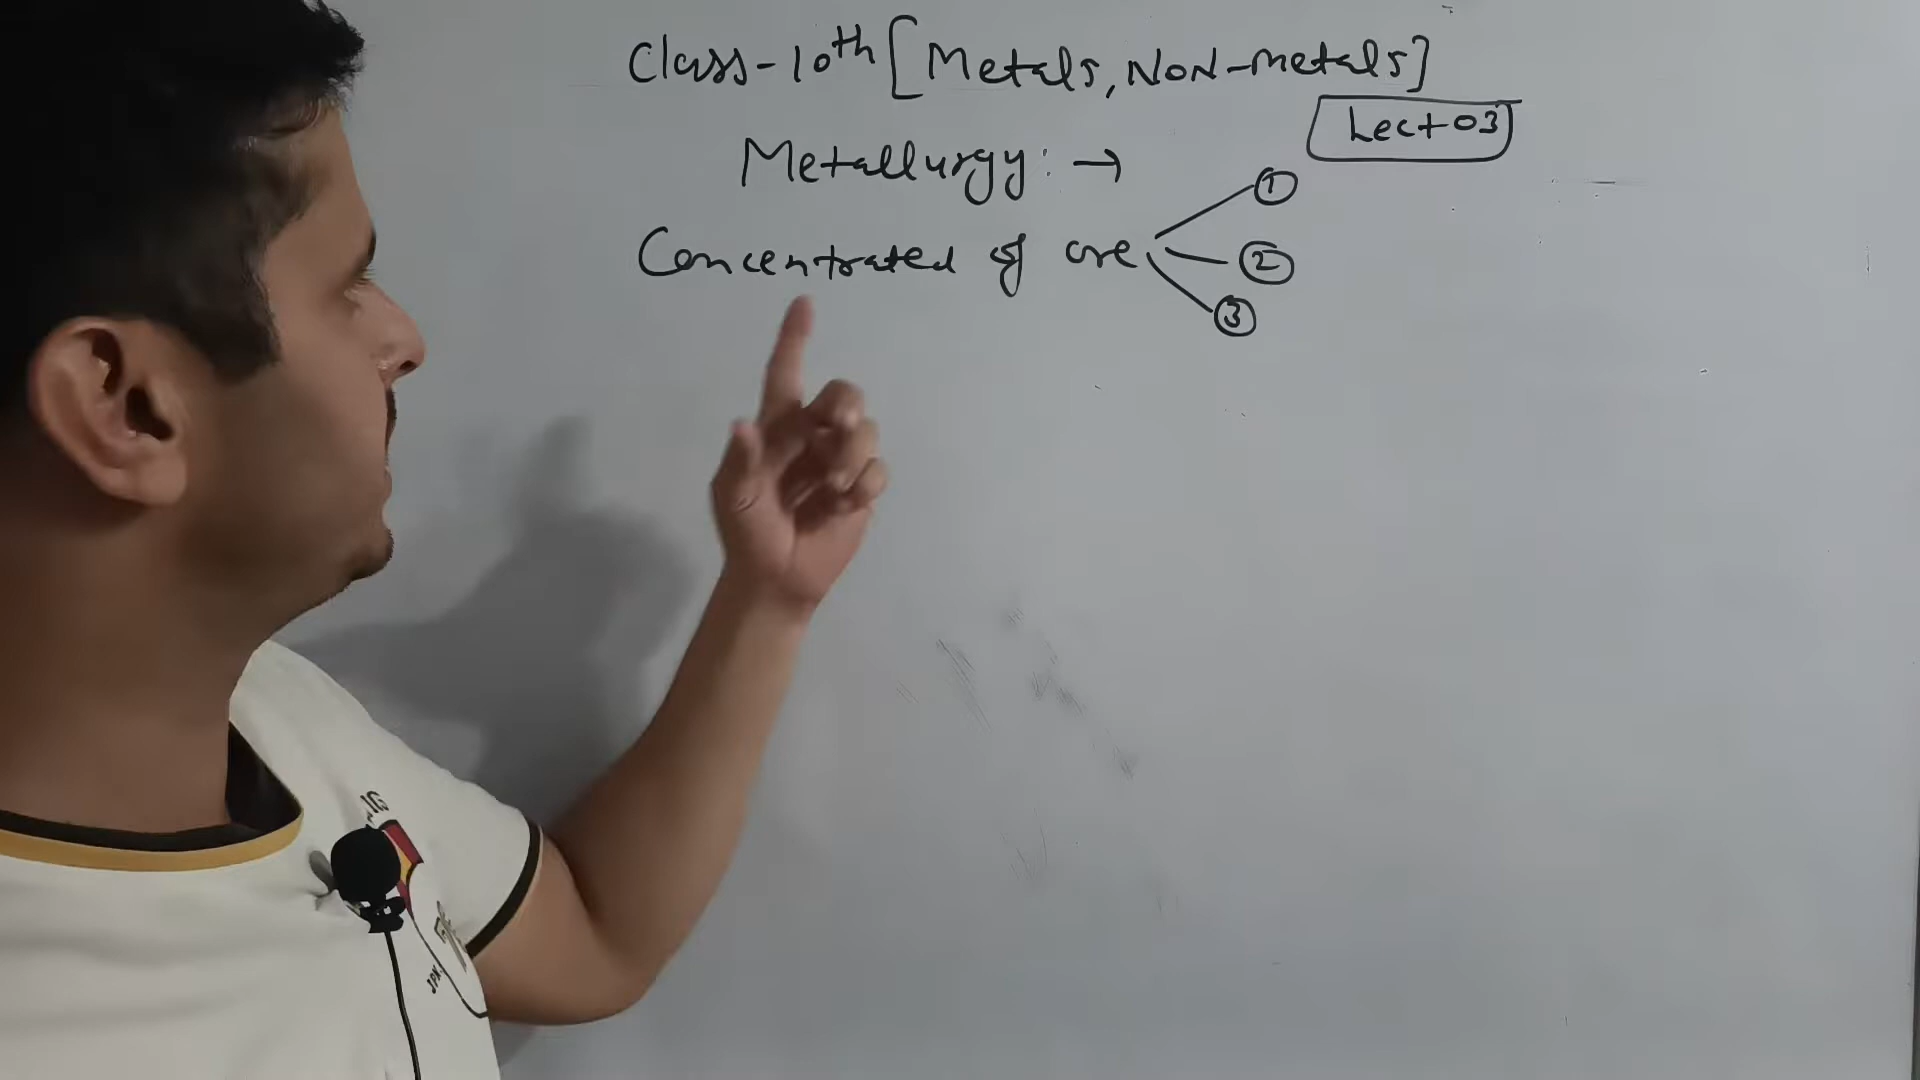 Class-10th [Metals, Non-metals]
Lect 03
Metallurgy: →
Concentrated of ore
①
②
③